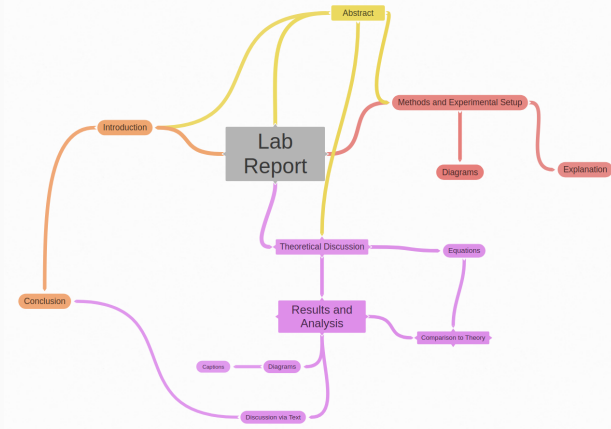 Abstract
Methods and Experimental Setup
Introduction
Lab
Report
Diagrams
Explanation
Theoretical Discussion
Equations
Conclusion
Results and
Analysis
Comparison to Theory
Captions
Diagrams
Discussion via Text